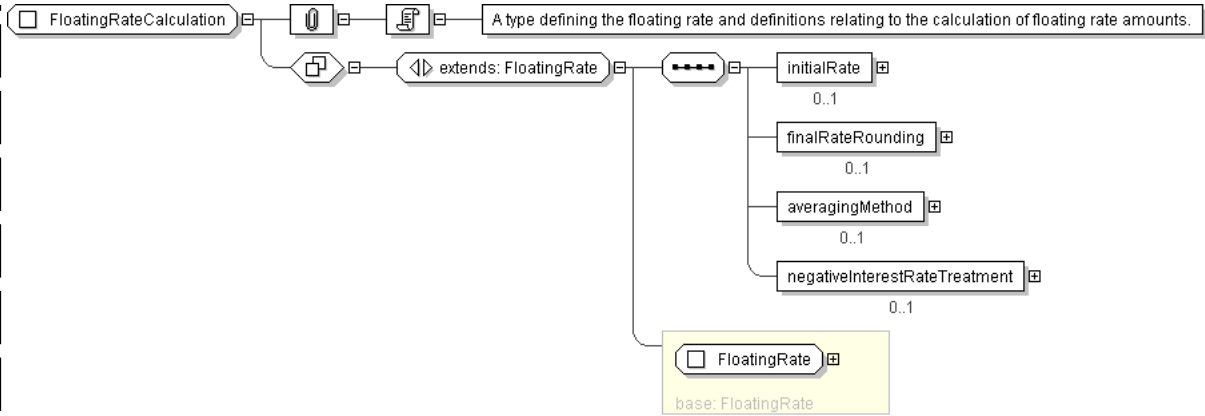 FloatingRateCalculation
A type defining the floating rate and definitions relating to the calculation of floating rate amounts.
extends: FloatingRate
initialRate
0..1
finalRateRounding
0..1
averagingMethod
0..1
negativeInterestRateTreatment
0..1
FloatingRate
base: FloatingRate